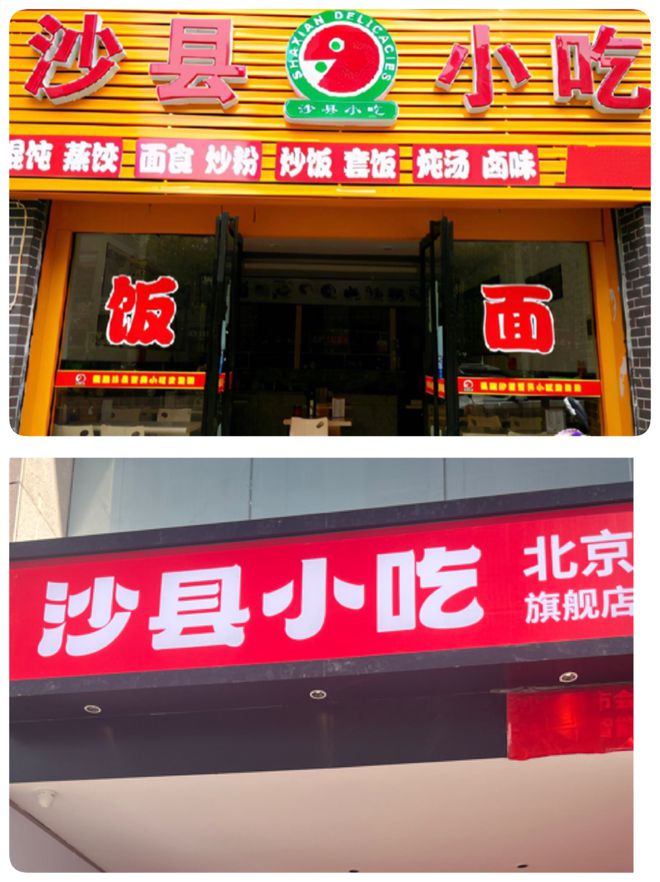 沙县 小吃
SHAXIAN DELICACIES
沙县小吃
馄饨 蒸饺 面食 炒粉 炒饭 套饭 炖汤 卤味
饭 面
沙县小吃
北京
旗舰店